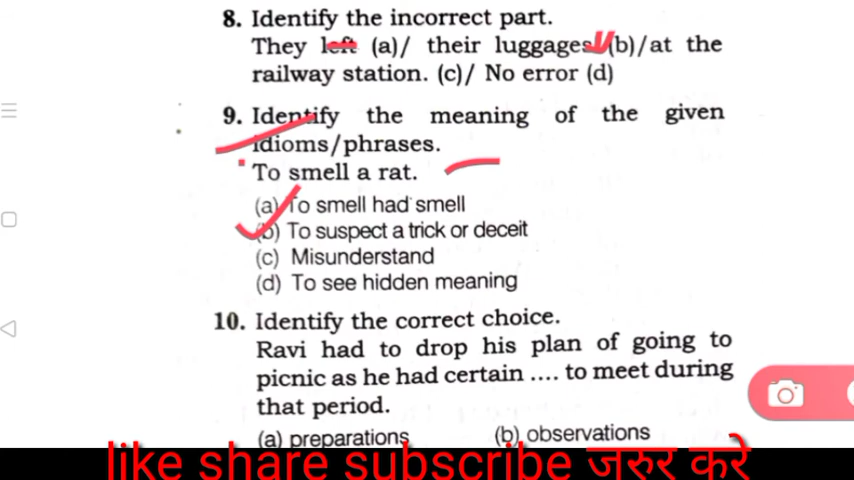 8. Identify the incorrect part.
They left (a)/ their luggages (b)/at the
railway station. (c)/ No error (d)
9. Identify the meaning of the given
idioms/phrases.
To smell a rat.
(a) To smell had smell
(b) To suspect a trick or deceit
(c) Misunderstand
(d) To see hidden meaning
10. Identify the correct choice.
Ravi had to drop his plan of going to
picnic as he had certain .... to meet during
that period.
(a) preparations (b) observations
like share subscribe जरुर करे